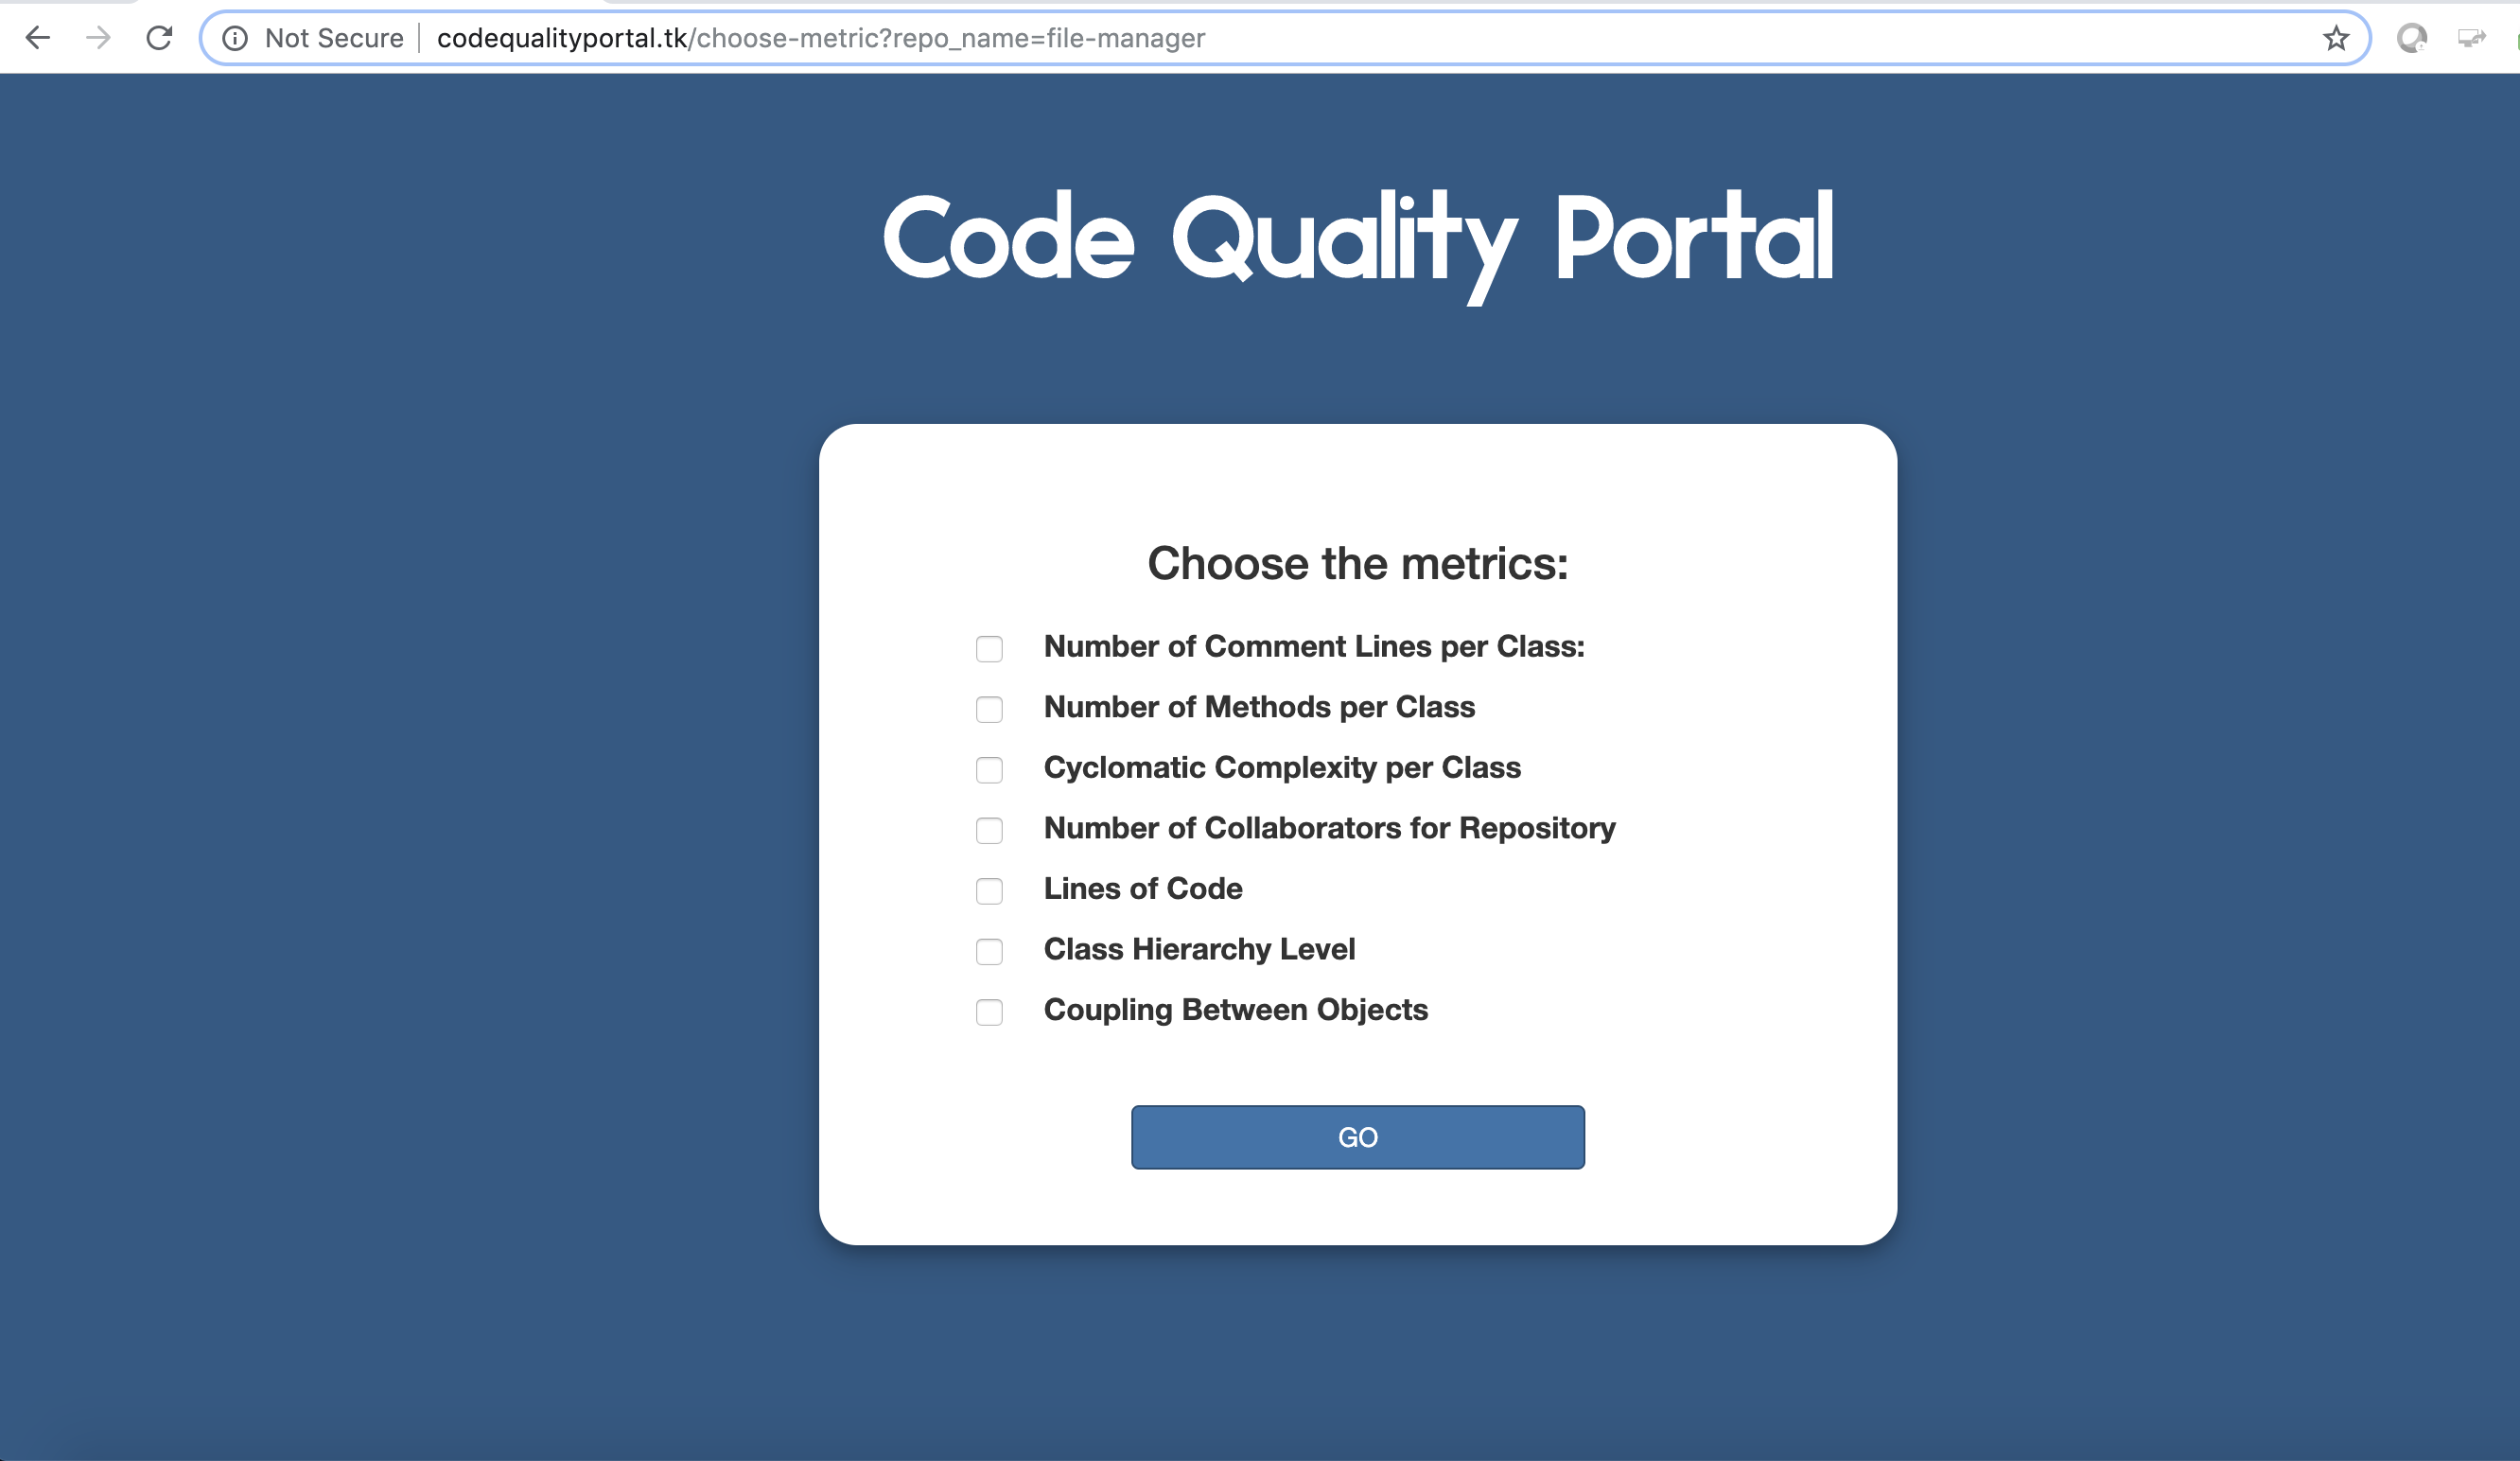 Not Secure | codequalityportal.tk/choose-metric?repo_name=file-manager
Code Quality Portal
Choose the metrics:
Number of Comment Lines per Class:
Number of Methods per Class
Cyclomatic Complexity per Class
Number of Collaborators for Repository
Lines of Code
Class Hierarchy Level
Coupling Between Objects
GO